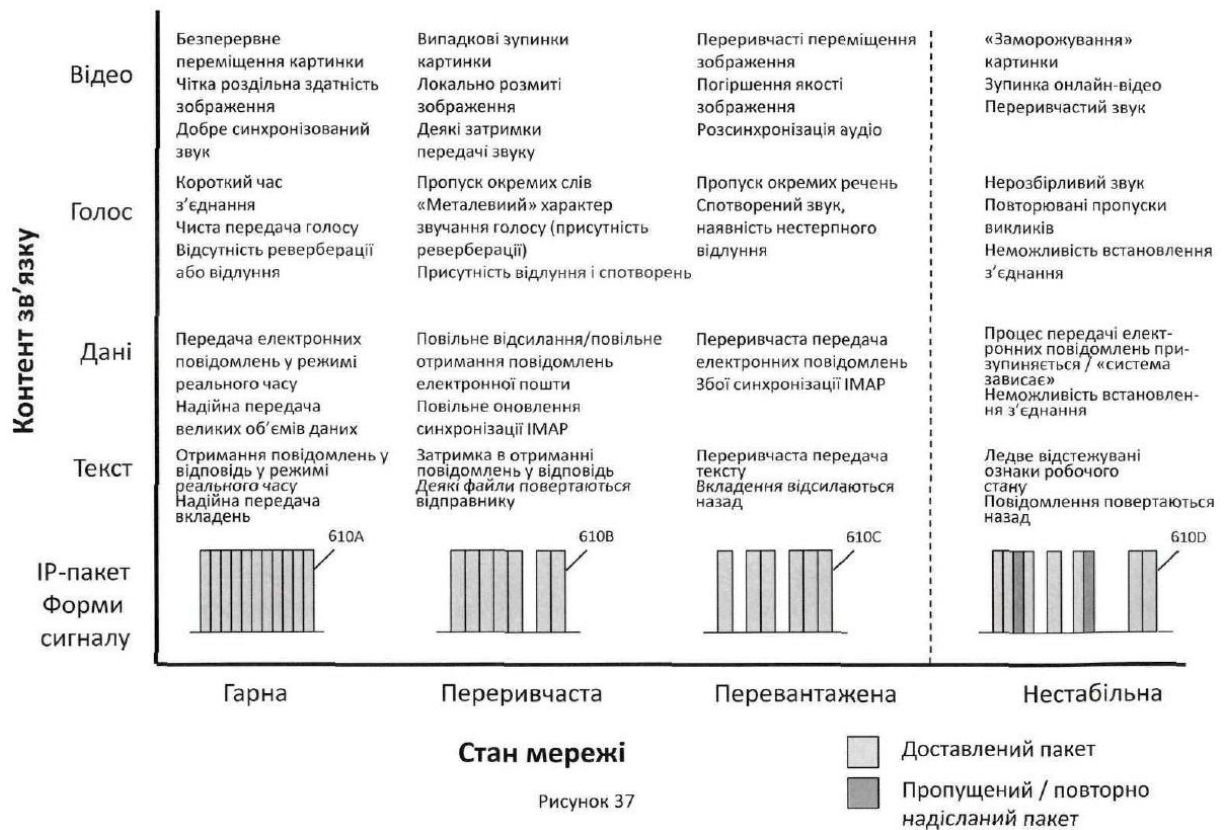 Контент зв’язку
Відео
Безперервне
переміщення картинки
Чітка роздільна здатність
зображення
Добре синхронізований
звук
Випадкові зупинки
картинки
Локально розмиті
зображення
Деякі затримки
передачі звуку
Переривчасті переміщення
зображення
Погіршення якості
зображення
Розсинхронізація аудіо
«Заморожування»
картинки
Зупинка онлайн-відео
Переривчастий звук
Голос
Короткий час
з’єднання
Чиста передача голосу
Відсутність реверберації
або відлуння
Пропуск окремих слів
«Металевиий» характер
звучання голосу (присутність
реверберації)
Присутність відлуння і спотворень
Пропуск окремих речень
Спотворений звук,
наявність нестерпного
відлуння
Нерозбірливий звук
Повторювані пропуски
викликів
Неможливість встановлення
з’єднання
Дані
Передача електронних
повідомлень у режимі
реального часу
Надійна передача
великих об’ємів даних
Повільне відсилання/повільне
отримання повідомлень
електронної пошти
Повільне оновлення
синхронізації IMAP
Переривчаста передача
електронних повідомлень
Збої синхронізації IMAP
Процес передачі елект-
ронних повідомлень при-
зупиняється / «система
зависає»
Неможливість встановлен-
ня з’єднання
Текст
Отримання повідомлень у
відповідь у режимі
реального часу
Надійна передача
вкладень
Затримка в отриманні
повідомлень у відповідь
Деякі файли повертаються
відправнику
Переривчаста передача
тексту
Вкладення відсилаються
назад
Ледве відстежувані
ознаки робочого
стану
Повідомлення повертаються
назад
IP-пакет
Форми
сигналу
610A
610B
610C
610D
Гарна
Переривчаста
Перевантажена
Нестабільна
Стан мережі
Доставлений пакет
Пропущений / повторно
надісланий пакет
Рисунок 37